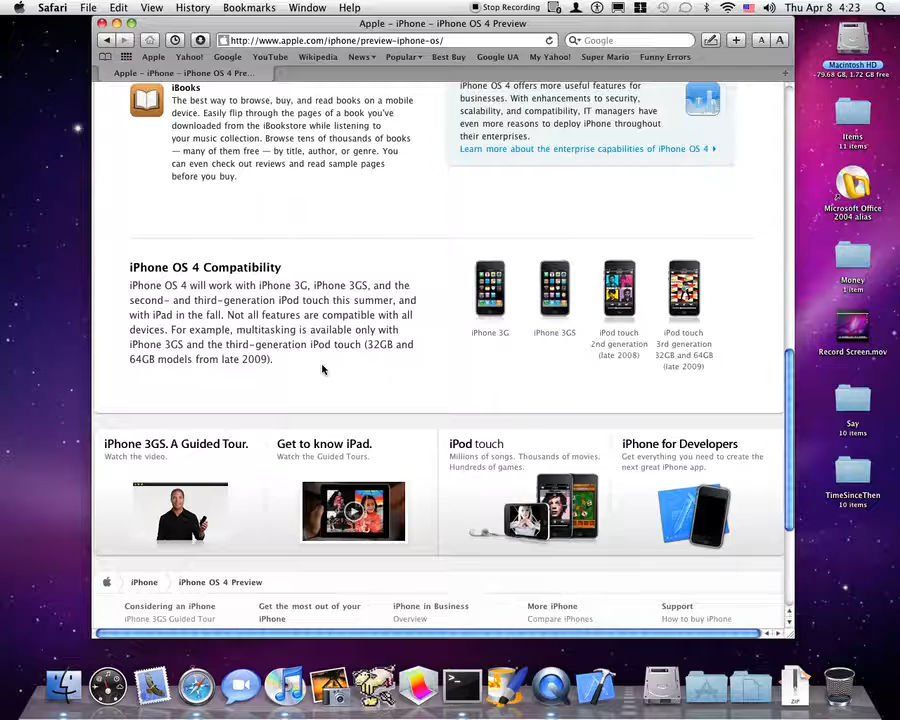 Safari File Edit View History Bookmarks Window Help Stop Recording Thu Apr 8 4:23
Apple - iPhone - iPhone OS 4 Preview
http://www.apple.com/iphone/preview-iphone-os/
Google
A A
Apple Yahoo! Google YouTube Wikipedia News Popular Ben Buff Google UA My Yahoo! Super Mario Funny Errors
Apple - iPhone - iPhone OS 4 Pre...
iBooks
The best way to browse, buy, and read books on a mobile
device. Easily flip through the pages of a book you've
downloaded from the iBookstore while listening to
your music collection. Browse tens of thousands of books
— many of them free — by title, author, or genre. You
can even check out reviews and read sample pages
before you buy.
iPhone OS 4 offers more useful features for
businesses. With enhancements to security,
scalability, and compatibility, IT managers have
even more reasons to deploy iPhone throughout
their enterprises.
Learn more about the enterprise capabilities of iPhone OS 4
iPhone OS 4 Compatibility
iPhone OS 4 will work with iPhone 3G, iPhone 3GS, and the
second- and third-generation iPod touch this summer, and
with iPad in the fall. Not all features are compatible with all
devices. For example, multitasking is available only with
iPhone 3GS and the third-generation iPod touch (32GB and
64GB models from late 2009).
iPhone 3G
iPhone 3GS
iPod touch
2nd generation
(late 2008)
iPod touch
3rd generation
32GB and 64GB
(late 2009)
iPhone 3GS. A Guided Tour.
Watch the video.
Get to know iPad.
Watch the Guided Tours.
iPod touch
Millions of songs. Thousands of movies.
Hundreds of games.
iPhone for Developers
Get everything you need to create the
next great iPhone app.
iPhone
iPhone OS 4 Preview
Considering an iPhone
iPhone 3GS Guided Tour
Get the most out of your
iPhone
iPhone in Business
Overview
More iPhone
Compare iPhones
Support
How to buy iPhone
Macintosh HD
79.68 GB, 1.72 GB free
Items
11 items
Microsoft Office
2004 alias
Money
1 item
Record Screen.mov
Say
10 items
TimeSinceThen
10 items
ZIP